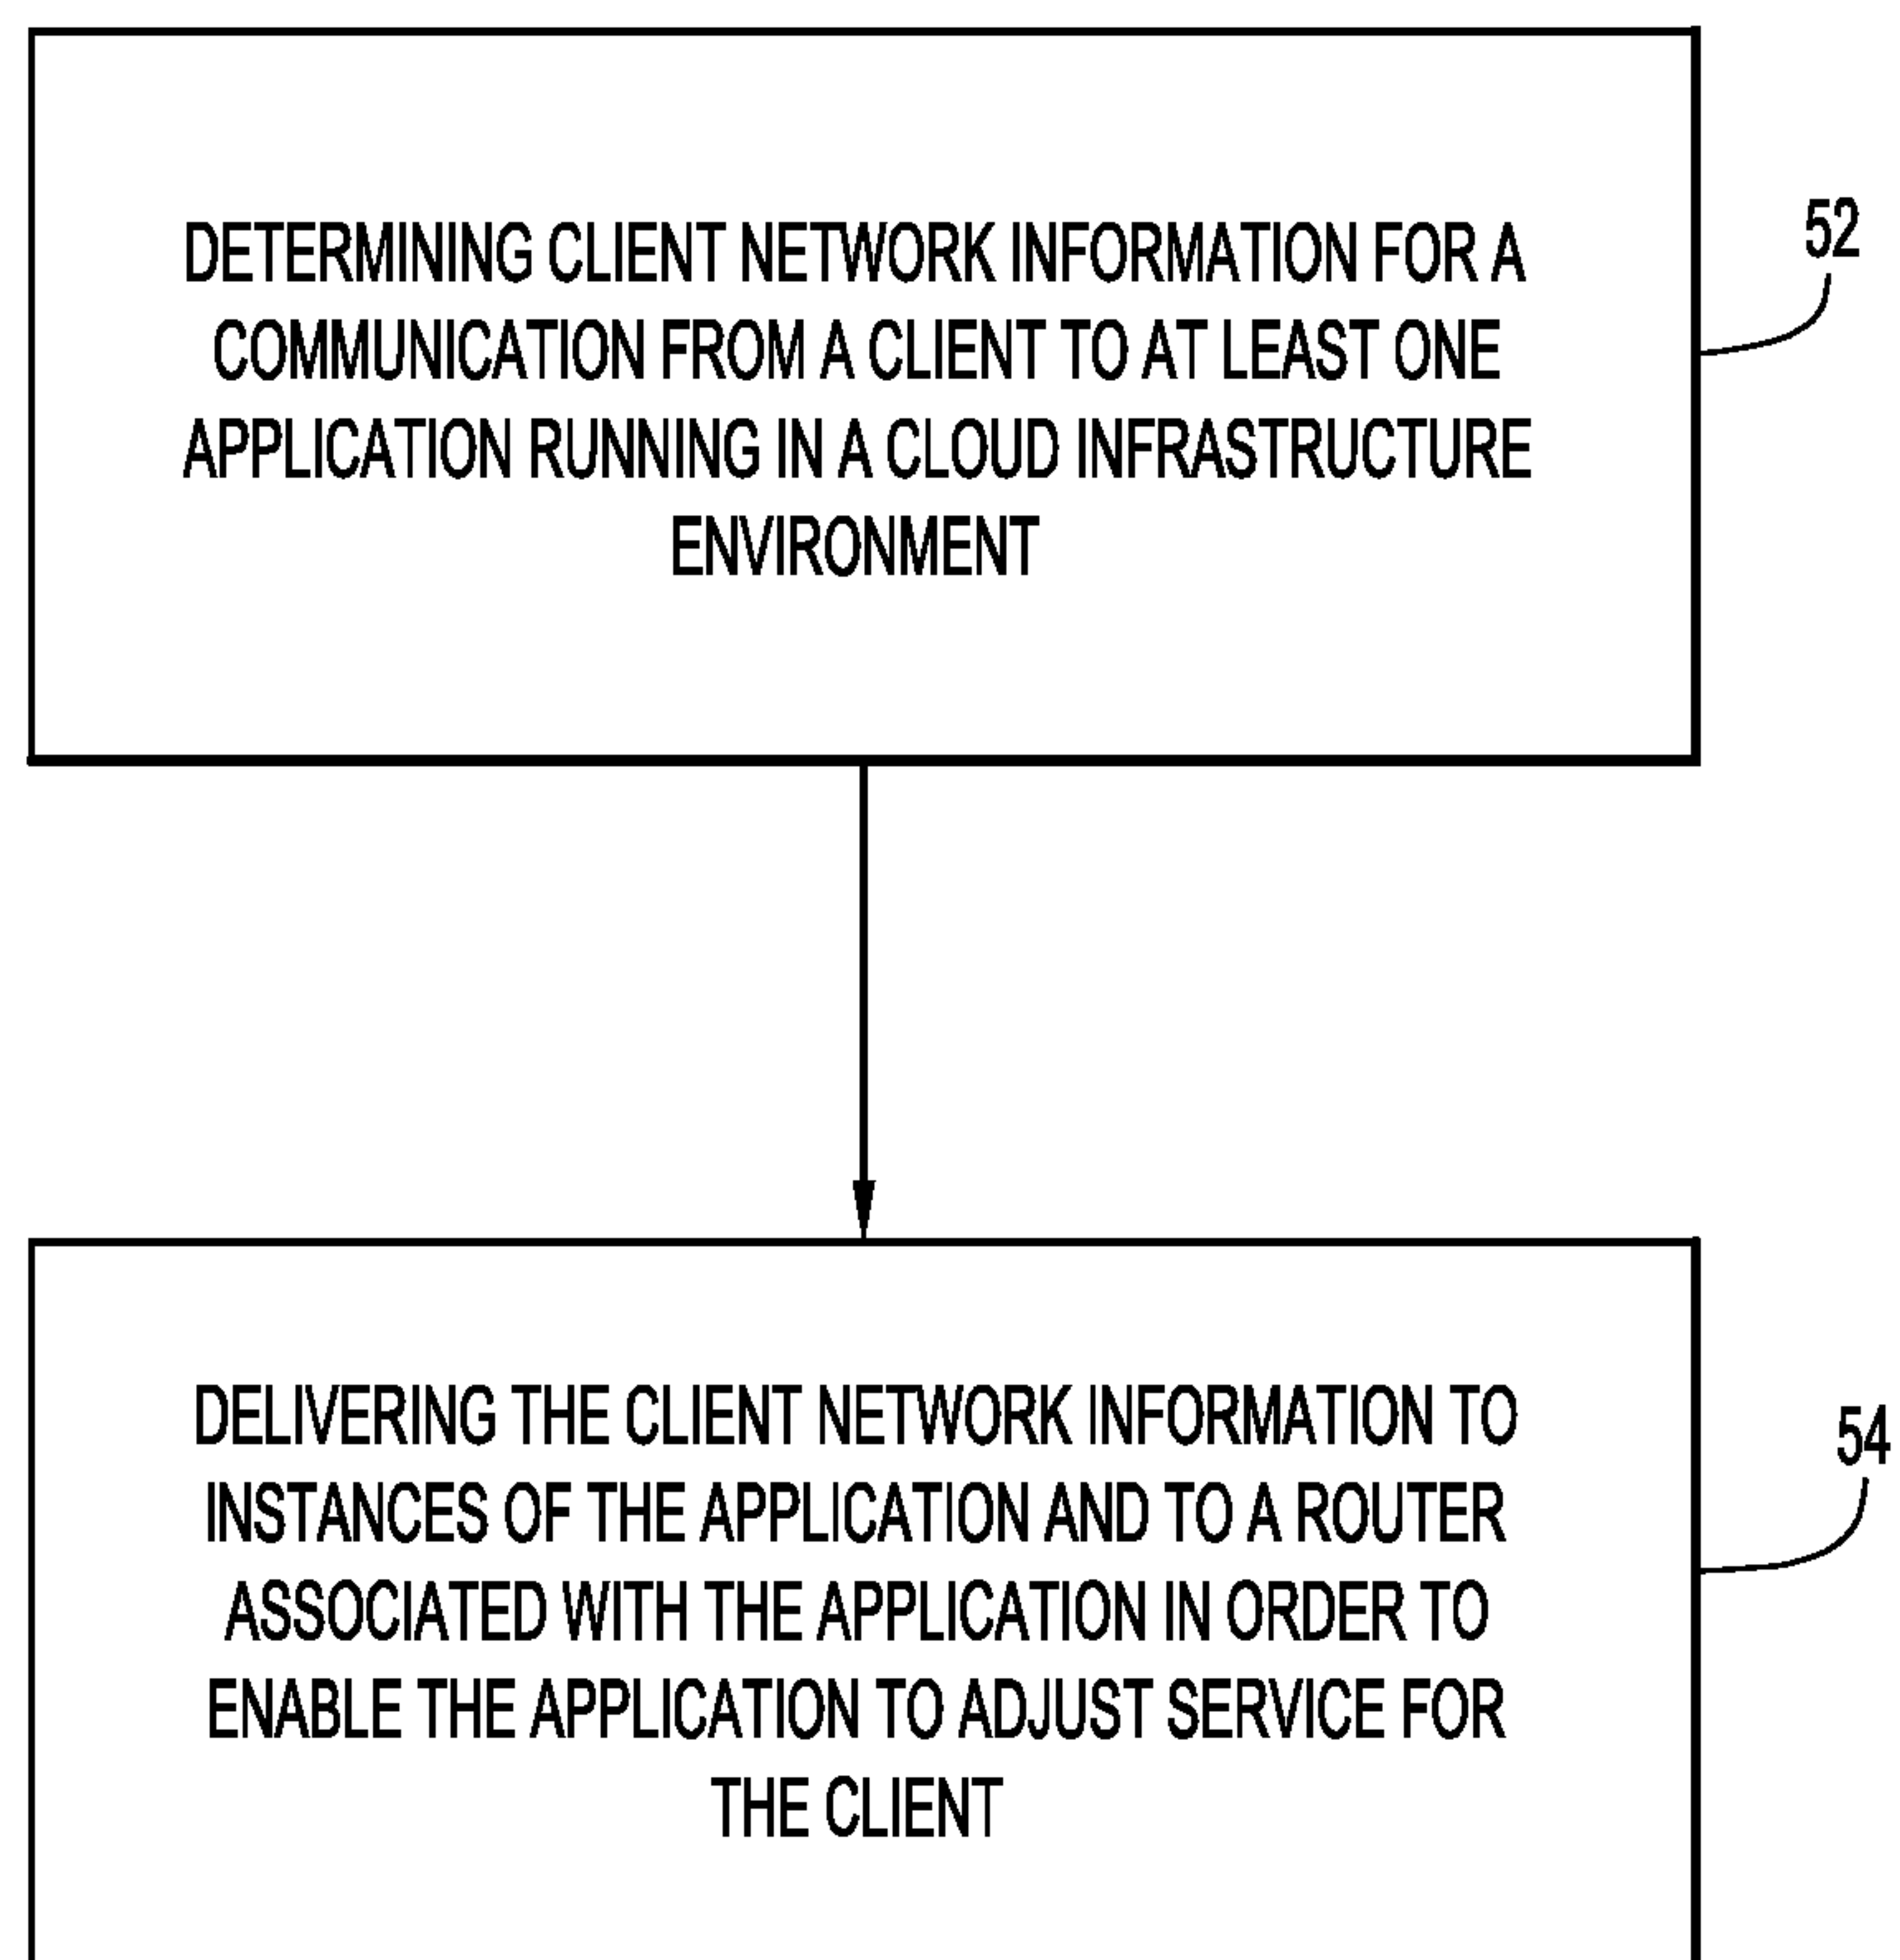 DETERMINING CLIENT NETWORK INFORMATION FOR A
COMMUNICATION FROM A CLIENT TO AT LEAST ONE
APPLICATION RUNNING IN A CLOUD INFRASTRUCTURE
ENVIRONMENT
52
DELIVERING THE CLIENT NETWORK INFORMATION TO
INSTANCES OF THE APPLICATION AND TO A ROUTER
ASSOCIATED WITH THE APPLICATION IN ORDER TO
ENABLE THE APPLICATION TO ADJUST SERVICE FOR
THE CLIENT
54